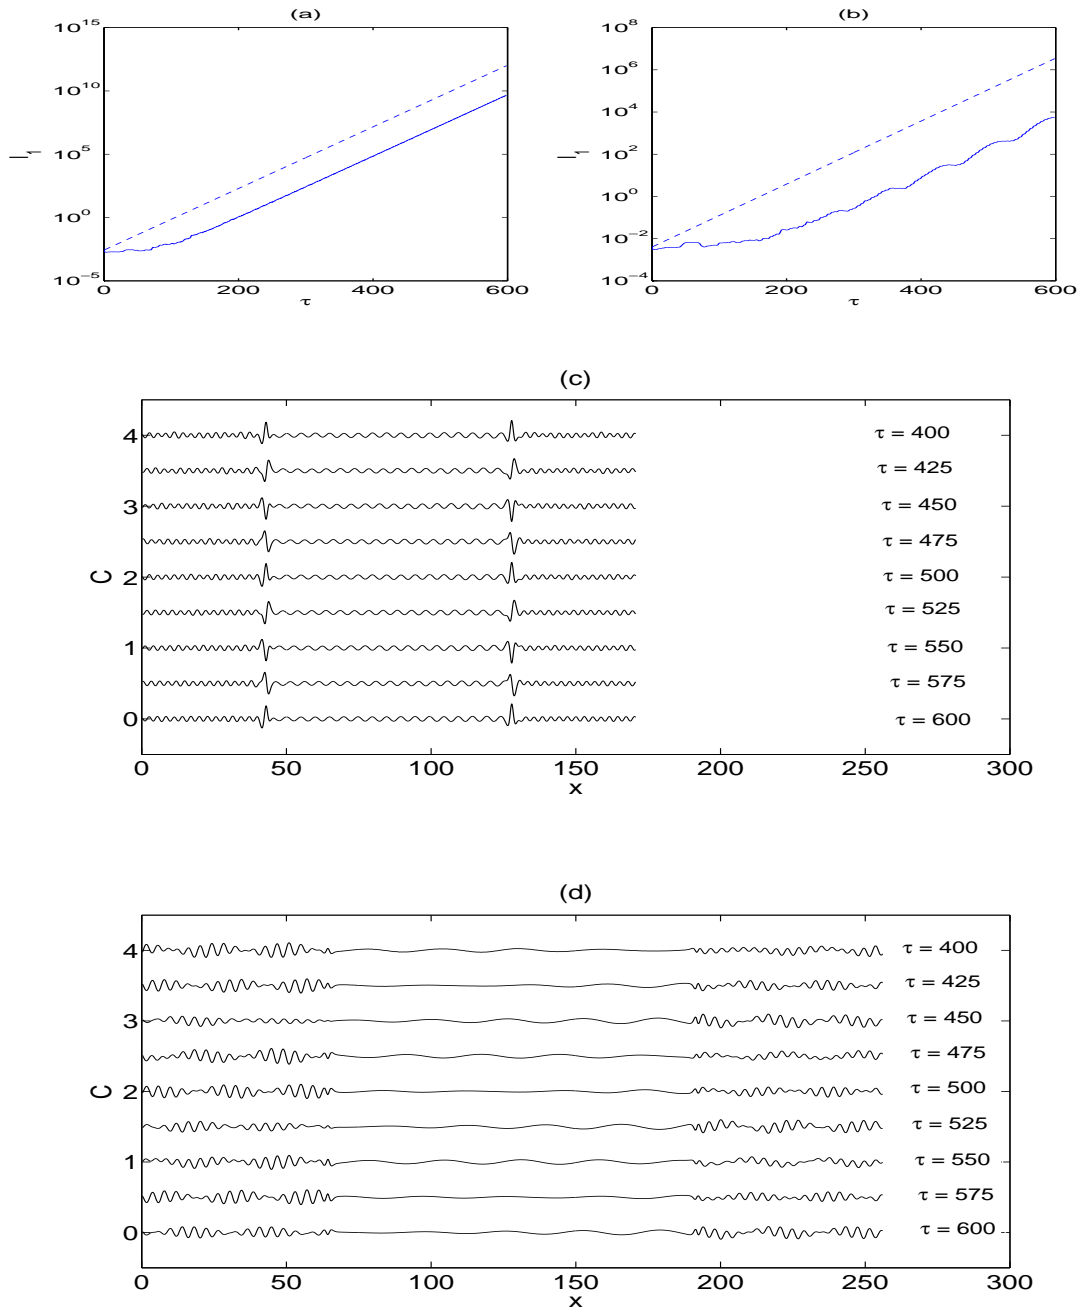 (a)
10^15
10^10
10^5
10^0
10^−5
I_1
0
200
400
600
τ
(b)
10^8
10^6
10^4
10^2
10^0
10^−2
10^−4
I_1
0
200
400
600
τ
(c)
4
3
2
1
0
C
τ = 400
τ = 425
τ = 450
τ = 475
τ = 500
τ = 525
τ = 550
τ = 575
τ = 600
0
50
100
150
200
250
300
x
(d)
4
3
2
1
0
C
τ = 400
τ = 425
τ = 450
τ = 475
τ = 500
τ = 525
τ = 550
τ = 575
τ = 600
0
50
100
150
200
250
300
x